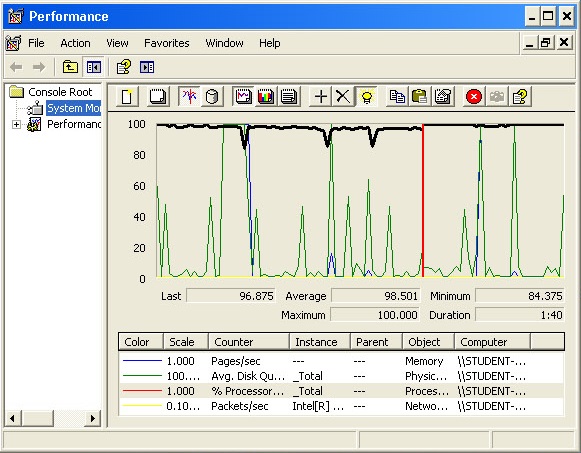 Performance
File Action View Favorites Window Help
Console Root
System Mo
Performanc
100
80
60
40
20
0
Last 96.875 Average 98.501 Minimum 84.375
Maximum 100.000 Duration 1:40
Color Scale Counter Instance Parent Object Computer
1.000 Pages/sec --- --- Memory \\STUDENT-...
100.... Avg. Disk Qu... _Total --- Physic... \\STUDENT-...
1.000 % Processor... _Total --- Proces... \\STUDENT-...
0.10... Packets/sec Intel[R] ... --- Netwo... \\STUDENT-...